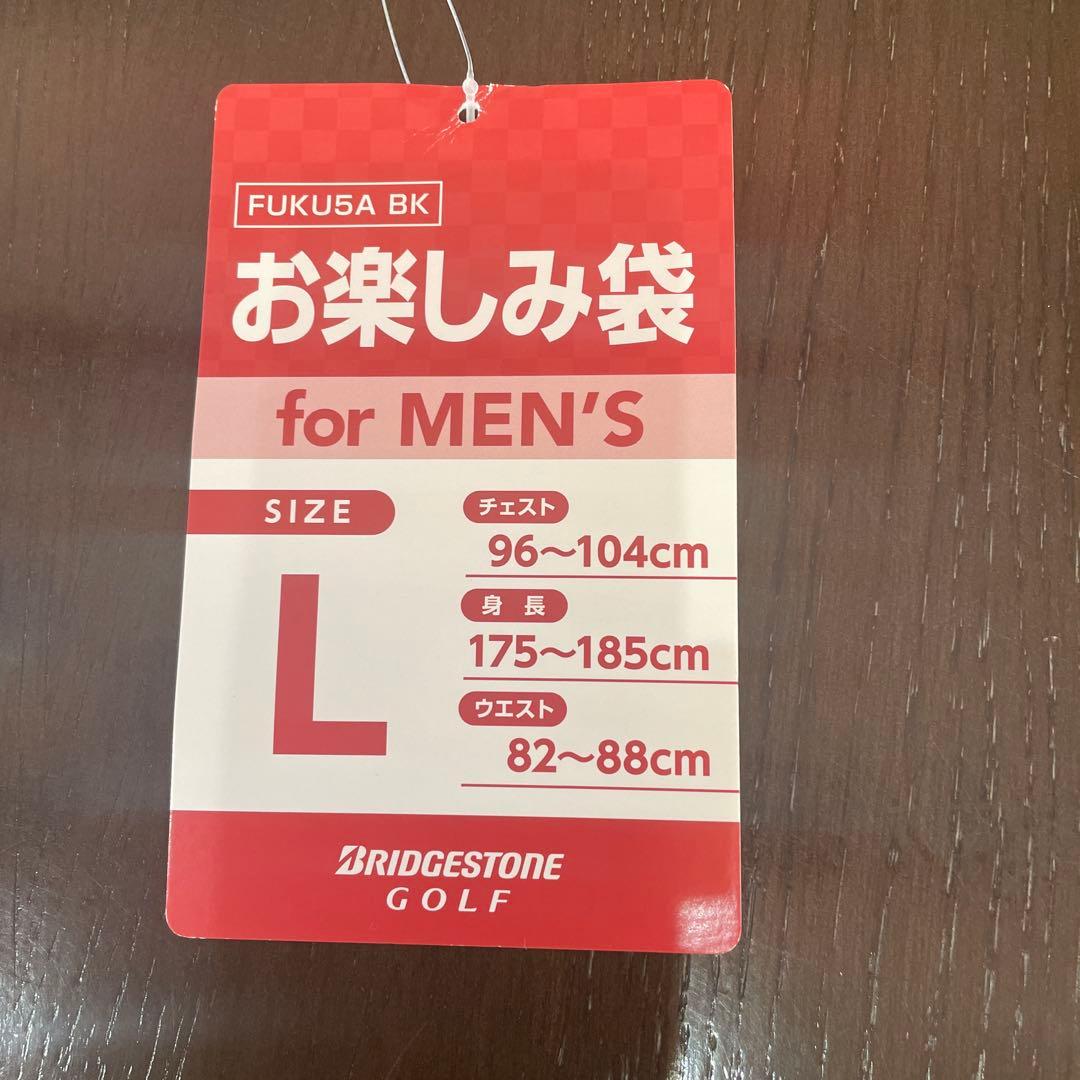 FUKU5A BK
お楽しみ袋
for MEN'S
SIZE
L
チェスト
96〜104cm
身長
175〜185cm
ウエスト
82〜88cm
BRIDGESTONE
GOLF